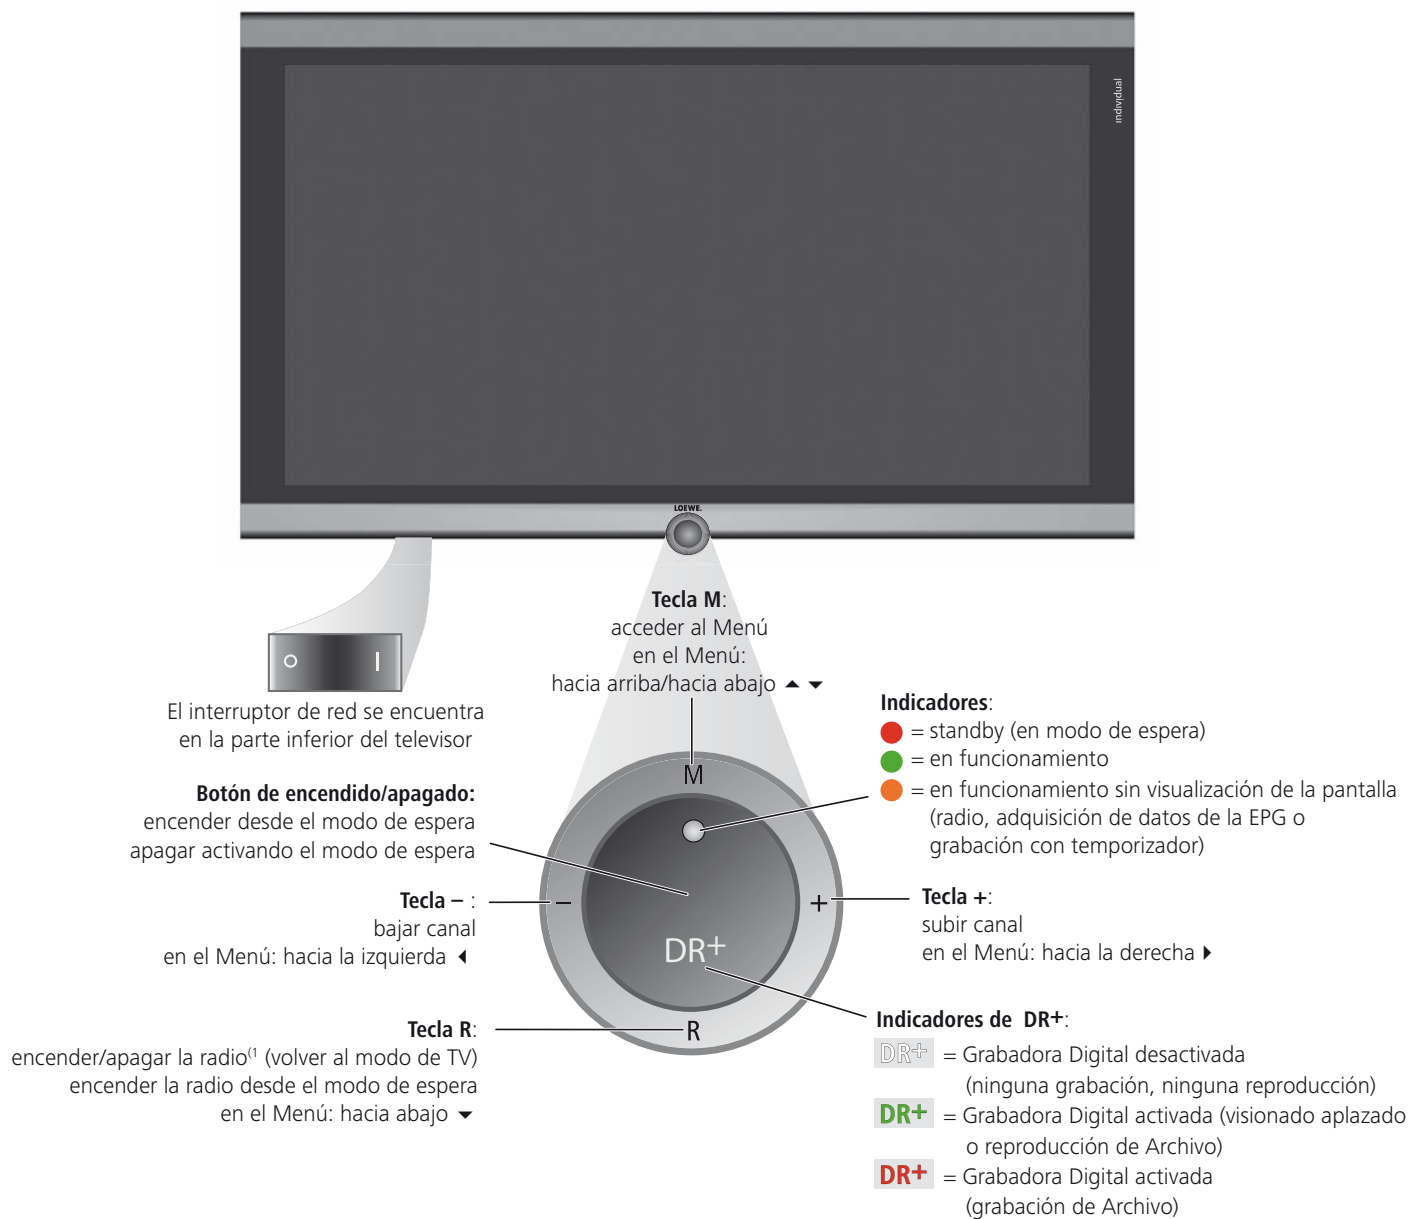 individual
LOEWE.
Tecla M:
acceder al Menú
en el Menú:
hacia arriba/hacia abajo ▲ ▼
El interruptor de red se encuentra
en la parte inferior del televisor
Indicadores:
= standby (en modo de espera)
= en funcionamiento
= en funcionamiento sin visualización de la pantalla
(radio, adquisición de datos de la EPG o
grabación con temporizador)
Botón de encendido/apagado:
encender desde el modo de espera
apagar activando el modo de espera
M
Tecla – :
bajar canal
en el Menú: hacia la izquierda ◀
–
+
Tecla +:
subir canal
en el Menú: hacia la derecha ▶
DR+
R
Tecla R:
encender/apagar la radio(1 (volver al modo de TV)
encender la radio desde el modo de espera
en el Menú: hacia abajo ▼
Indicadores de DR+:
DR+ = Grabadora Digital desactivada
(ninguna grabación, ninguna reproducción)
DR+ = Grabadora Digital activada (visionado aplazado
o reproducción de Archivo)
DR+ = Grabadora Digital activada
(grabación de Archivo)